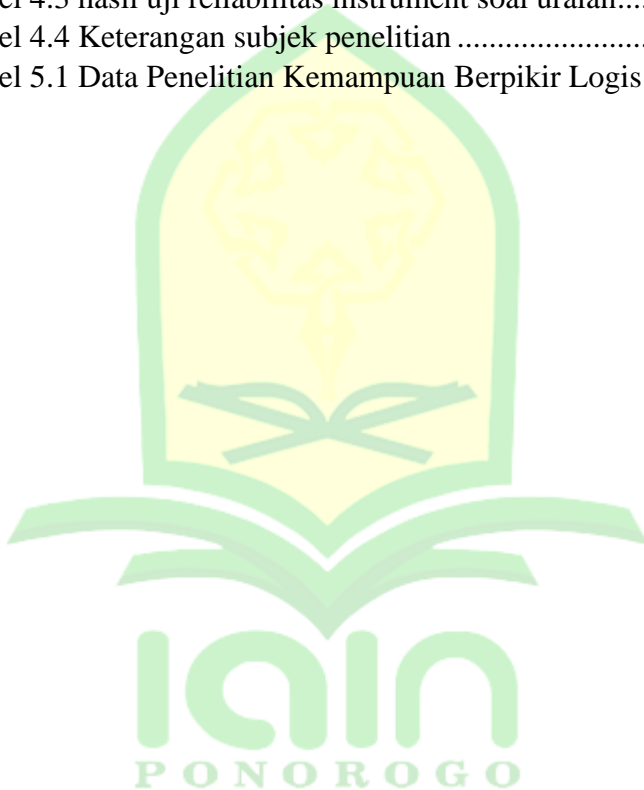 el 4.3 hasil uji reliabilitas instrument soal uraian....
el 4.4 Keterangan subjek penelitian .......................
el 5.1 Data Penelitian Kemampuan Berpikir Logis
iain
PONOROGO